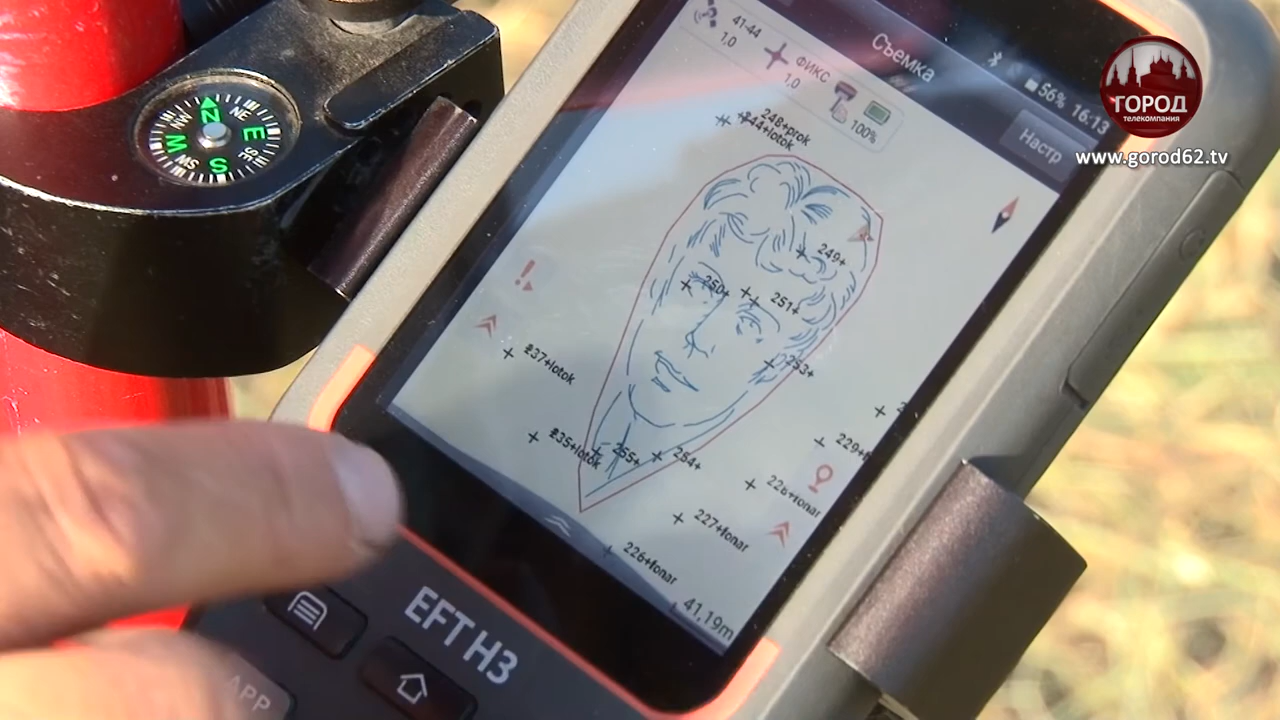 ГОРОД
телекомпания
www.gorod62.tv
56% 16:13
Съемка
Настр
41-44
1,0
ФИКС
1,0
100%
248+prok
244+lotok
249+
250+
251+
253+
237+lotok
235+lotok
255+
254+
229+f
228+fonar
227+fonar
226+fonar
41,19m
N
NE
E
SE
S
SW
W
NW
EFT H3
APP